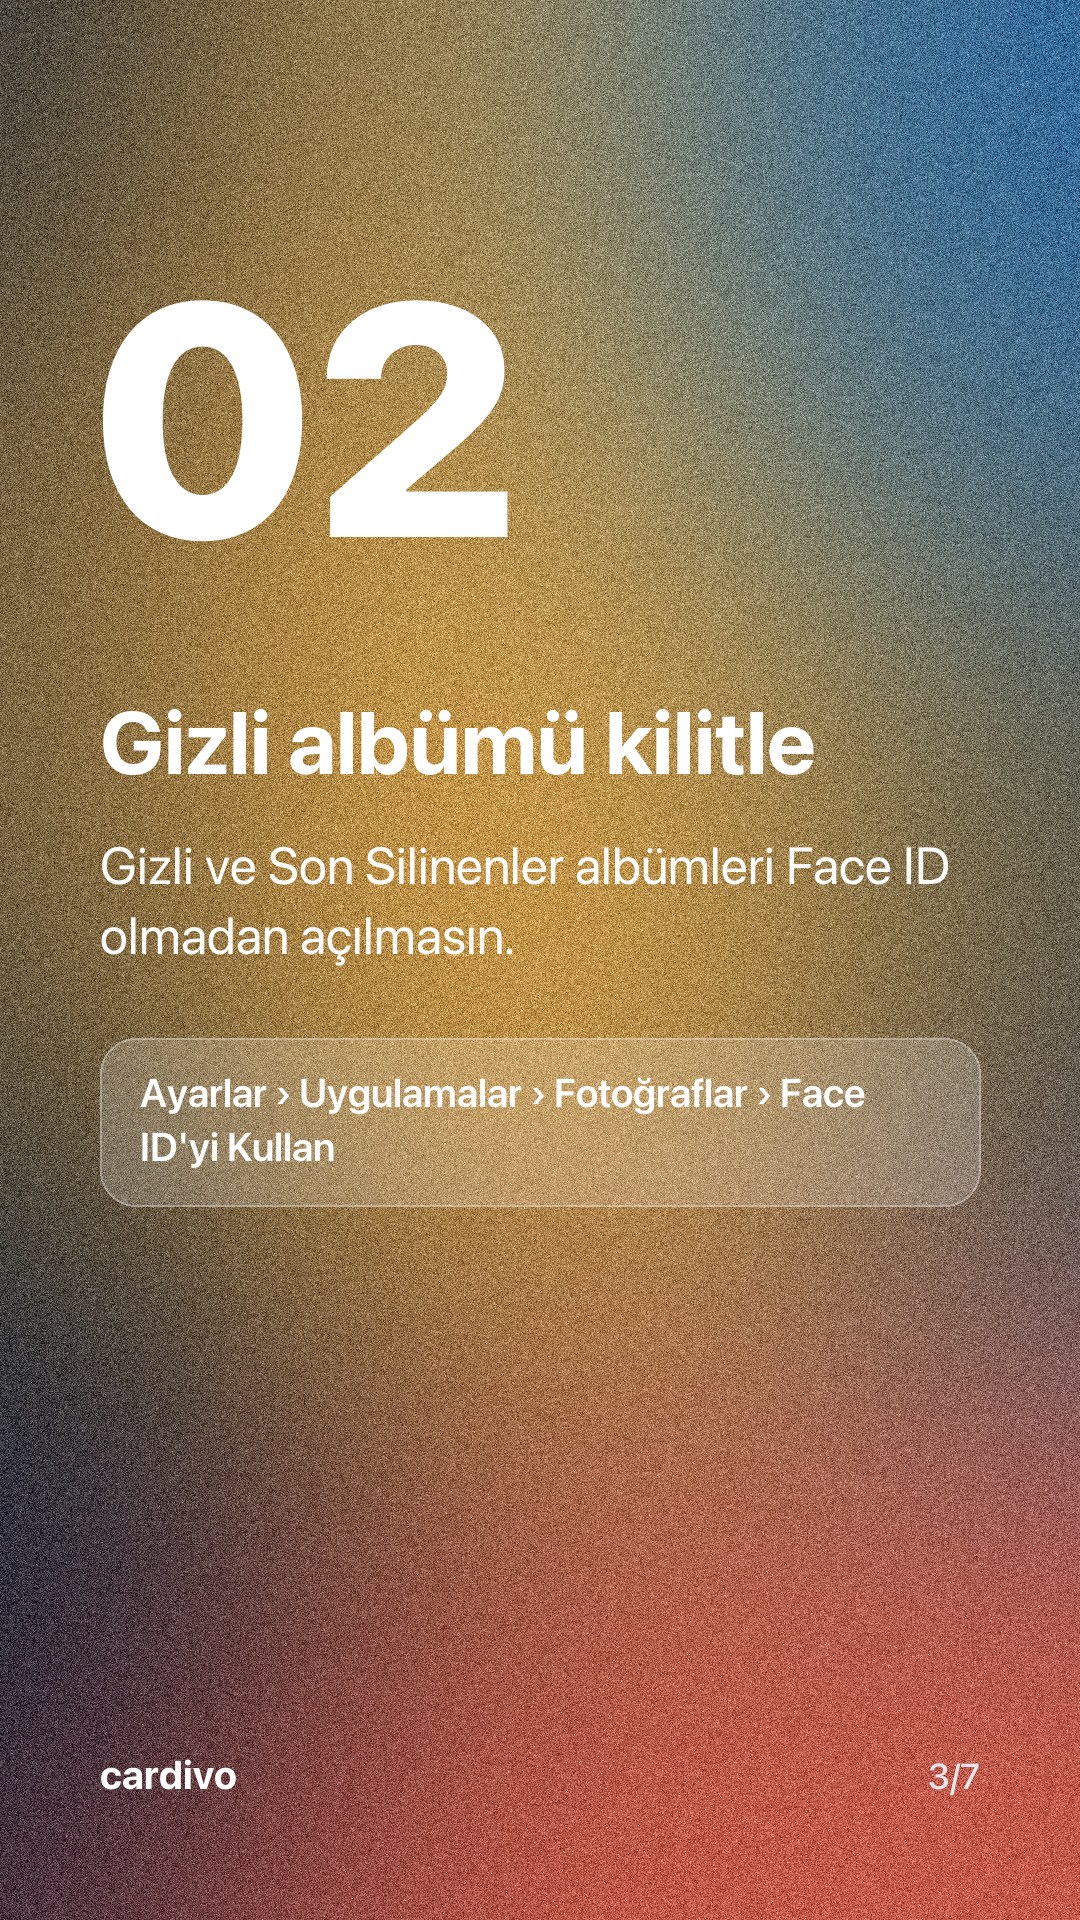 02
Gizli albümü kilitle
Gizli ve Son Silinenler albümleri Face ID
olmadan açılmasın.
Ayarlar › Uygulamalar › Fotoğraflar › Face
ID'yi Kullan
cardivo
3/7